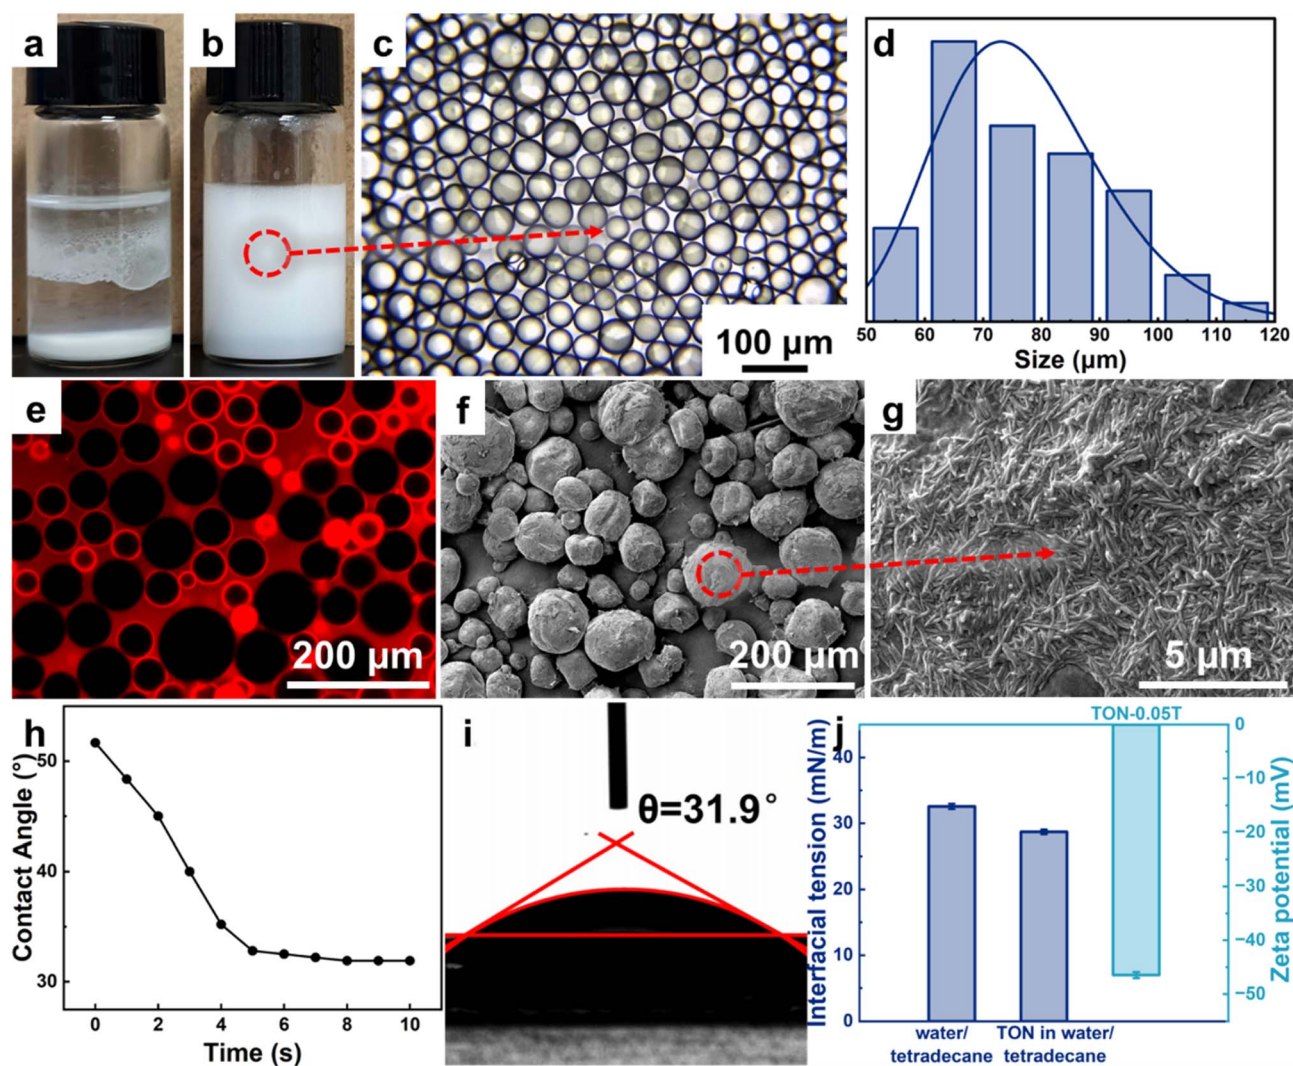 a
b
c
100 μm
d
50 60 70 80 90 100 110 120
Size (μm)
e
200 μm
f
200 μm
g
5 μm
h
50
40
30
Contact Angle (°)
0 2 4 6 8 10
Time (s)
i
θ=31.9°
j
TON-0.05T
Interfacial tension (mN/m)
40
30
20
10
0
water/
tetradecane
TON in water/
tetradecane
0
−10
−20
−30
−40
−50
Zeta potential (mV)